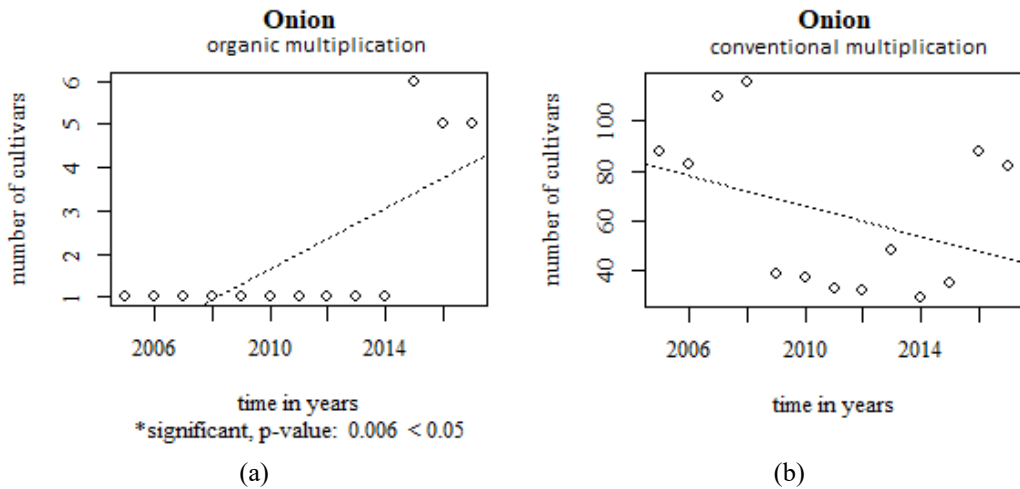 Onion
organic multiplication
number of cultivars
6
5
4
3
2
1
2006 2010 2014
time in years
*significant, p-value: 0.006 < 0.05
(a)
Onion
conventional multiplication
number of cultivars
100
80
60
40
2006 2010 2014
time in years
(b)